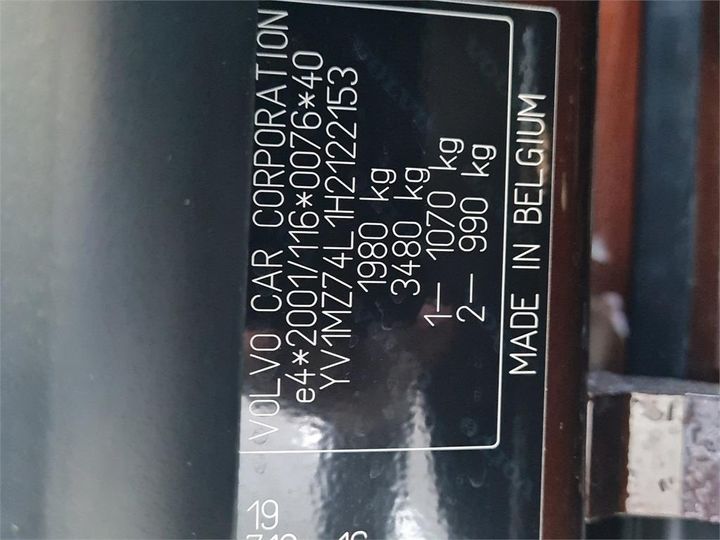 VOLVO CAR CORPORATION
e4*2001/116*0076*40
YV1MZ74L1H2122153
1980 kg
3480 kg
1— 1070 kg
2— 990 kg
MADE IN BELGIUM
19